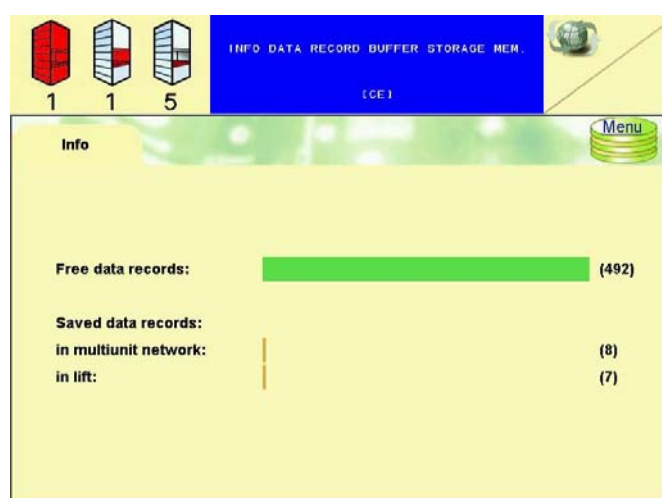 INFO DATA RECORD BUFFER STORAGE MEM.
[CE]
1 1 5
Info
Menu
Free data records: (492)
Saved data records:
in multiunit network: (8)
in lift: (7)